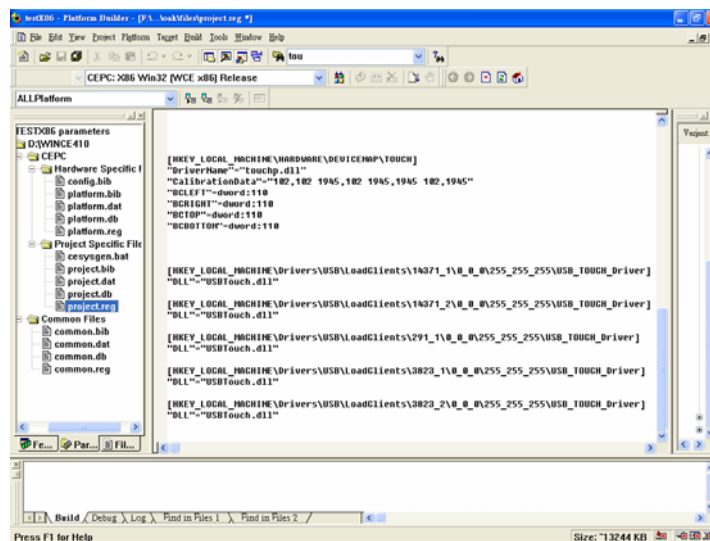 testX86 - Platform Builder - [F:\...\oak\files\project.reg *]
File Edit View Project Platform Target Build Tools Window Help
tou
CEPC: X86 Win32 (WCE x86) Release
ALLPlatform
TESTX86 parameters
D:(WINCE410
CEPC
Hardware Specific F
config.bib
platform.bib
platform.dat
platform.db
platform.reg
Project Specific File
cesysgen.bat
project.bib
project.dat
project.db
project.reg
Common Files
common.bib
common.dat
common.db
common.reg
Fe... Par... Fil...
[HKEY_LOCAL_MACHINE\HARDWARE\DEVICEMAP\TOUCH]
"DriverName"="touchp.dll"
"CalibrationData"="102,102 1945,102 1945,1945 102,1945"
"BCLEFT"=dword:110
"BCRIGHT"=dword:110
"BCTOP"=dword:110
"BCBOTTOM"=dword:110
[HKEY_LOCAL_MACHINE\Drivers\USB\LoadClients\14371_1\0_0_0\255_255_255\USB_TOUCH_Driver]
"DLL"="USBTouch.dll"
[HKEY_LOCAL_MACHINE\Drivers\USB\LoadClients\14371_2\0_0_0\255_255_255\USB_TOUCH_Driver]
"DLL"="USBTouch.dll"
[HKEY_LOCAL_MACHINE\Drivers\USB\LoadClients\291_1\0_0_0\255_255_255\USB_TOUCH_Driver]
"DLL"="USBTouch.dll"
[HKEY_LOCAL_MACHINE\Drivers\USB\LoadClients\3823_1\0_0_0\255_255_255\USB_TOUCH_Driver]
"DLL"="USBTouch.dll"
[HKEY_LOCAL_MACHINE\Drivers\USB\LoadClients\3823_2\0_0_0\255_255_255\USB_TOUCH_Driver]
"DLL"="USBTouch.dll"
Build Debug Log Find in Files 1 Find in Files 2
Press F1 for Help
Size: ~13244 KB